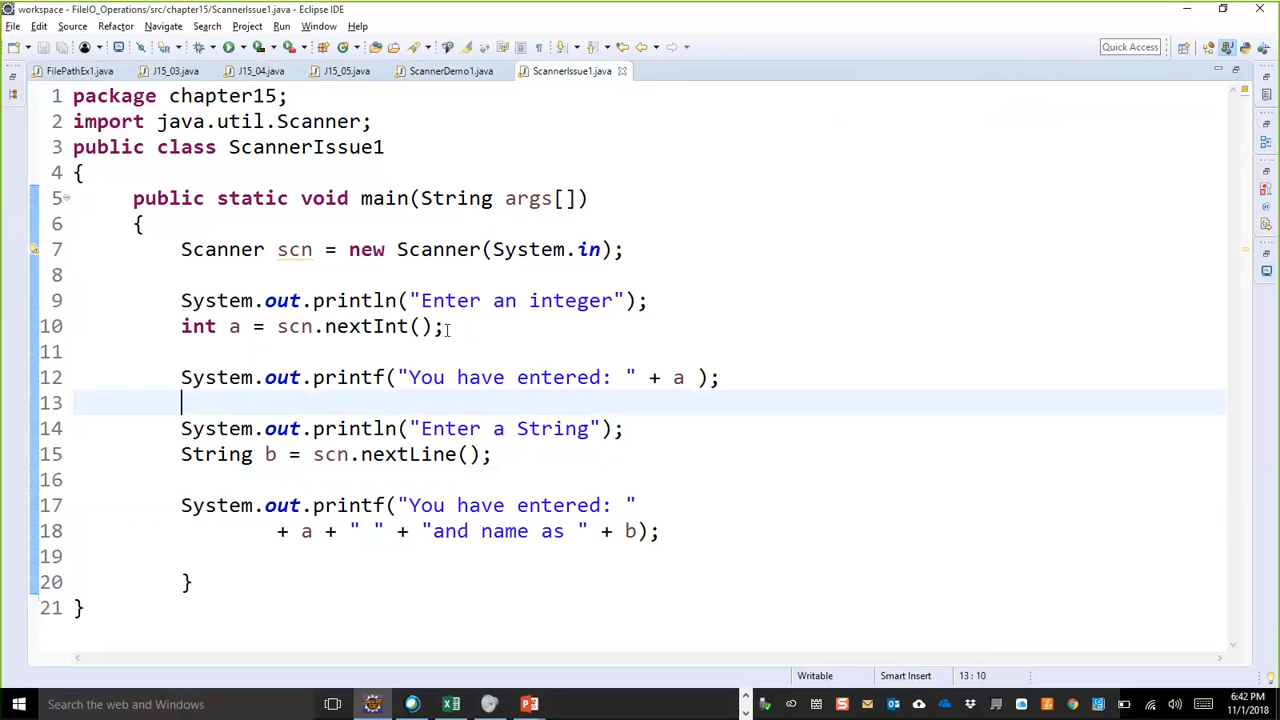 workspace - FileIO_Operations/src/chapter15/ScannerIssue1.java - Eclipse IDE
File Edit Source Refactor Navigate Search Project Run Window Help
Quick Access
FilePathEx1.java J15_03.java J15_04.java J15_05.java ScannerDemo1.java ScannerIssue1.java
1 package chapter15;
2 import java.util.Scanner;
3 public class ScannerIssue1
4 {
5 public static void main(String args[])
6 {
7 Scanner scn = new Scanner(System.in);
8
9 System.out.println("Enter an integer");
10 int a = scn.nextInt();
11
12 System.out.printf("You have entered: " + a );
13
14 System.out.println("Enter a String");
15 String b = scn.nextLine();
16
17 System.out.printf("You have entered: "
18 + a + " " + "and name as " + b);
19
20 }
21 }
Writable Smart Insert 13 : 10
Search the web and Windows
6:42 PM
11/1/2018